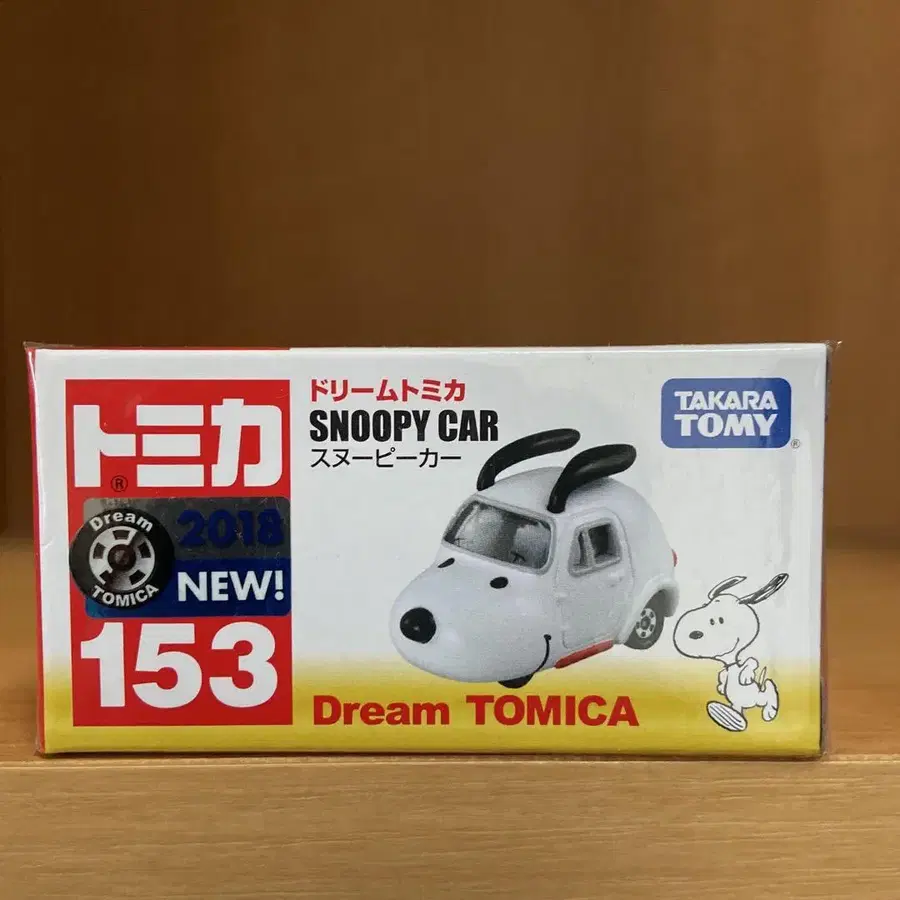 トミカ
®
Dream
TOMICA
2018
NEW!
153
ドリームトミカ
SNOOPY CAR
スヌーピーカー
Dream TOMICA
TAKARA
TOMY
®